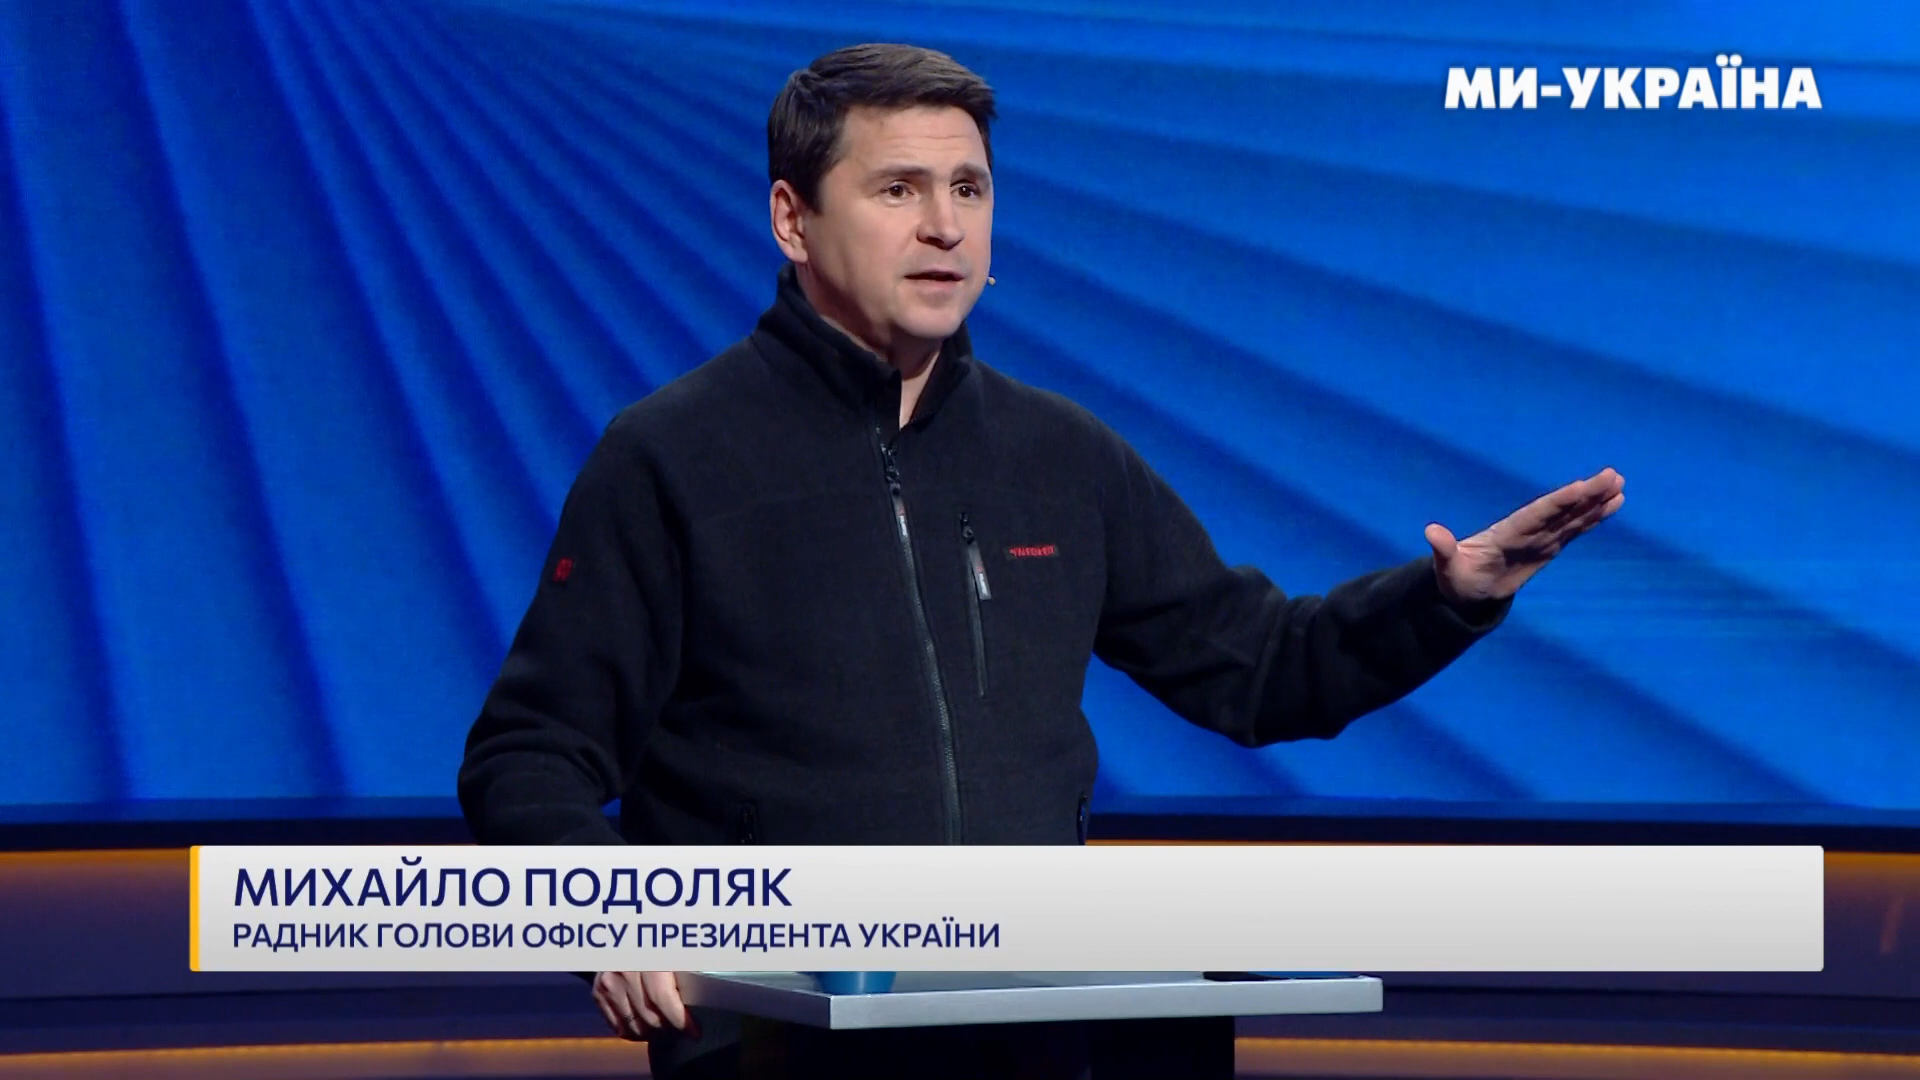 МИ-УКРАЇНА
МИХАЙЛО ПОДОЛЯК
РАДНИК ГОЛОВИ ОФІСУ ПРЕЗИДЕНТА УКРАЇНИ